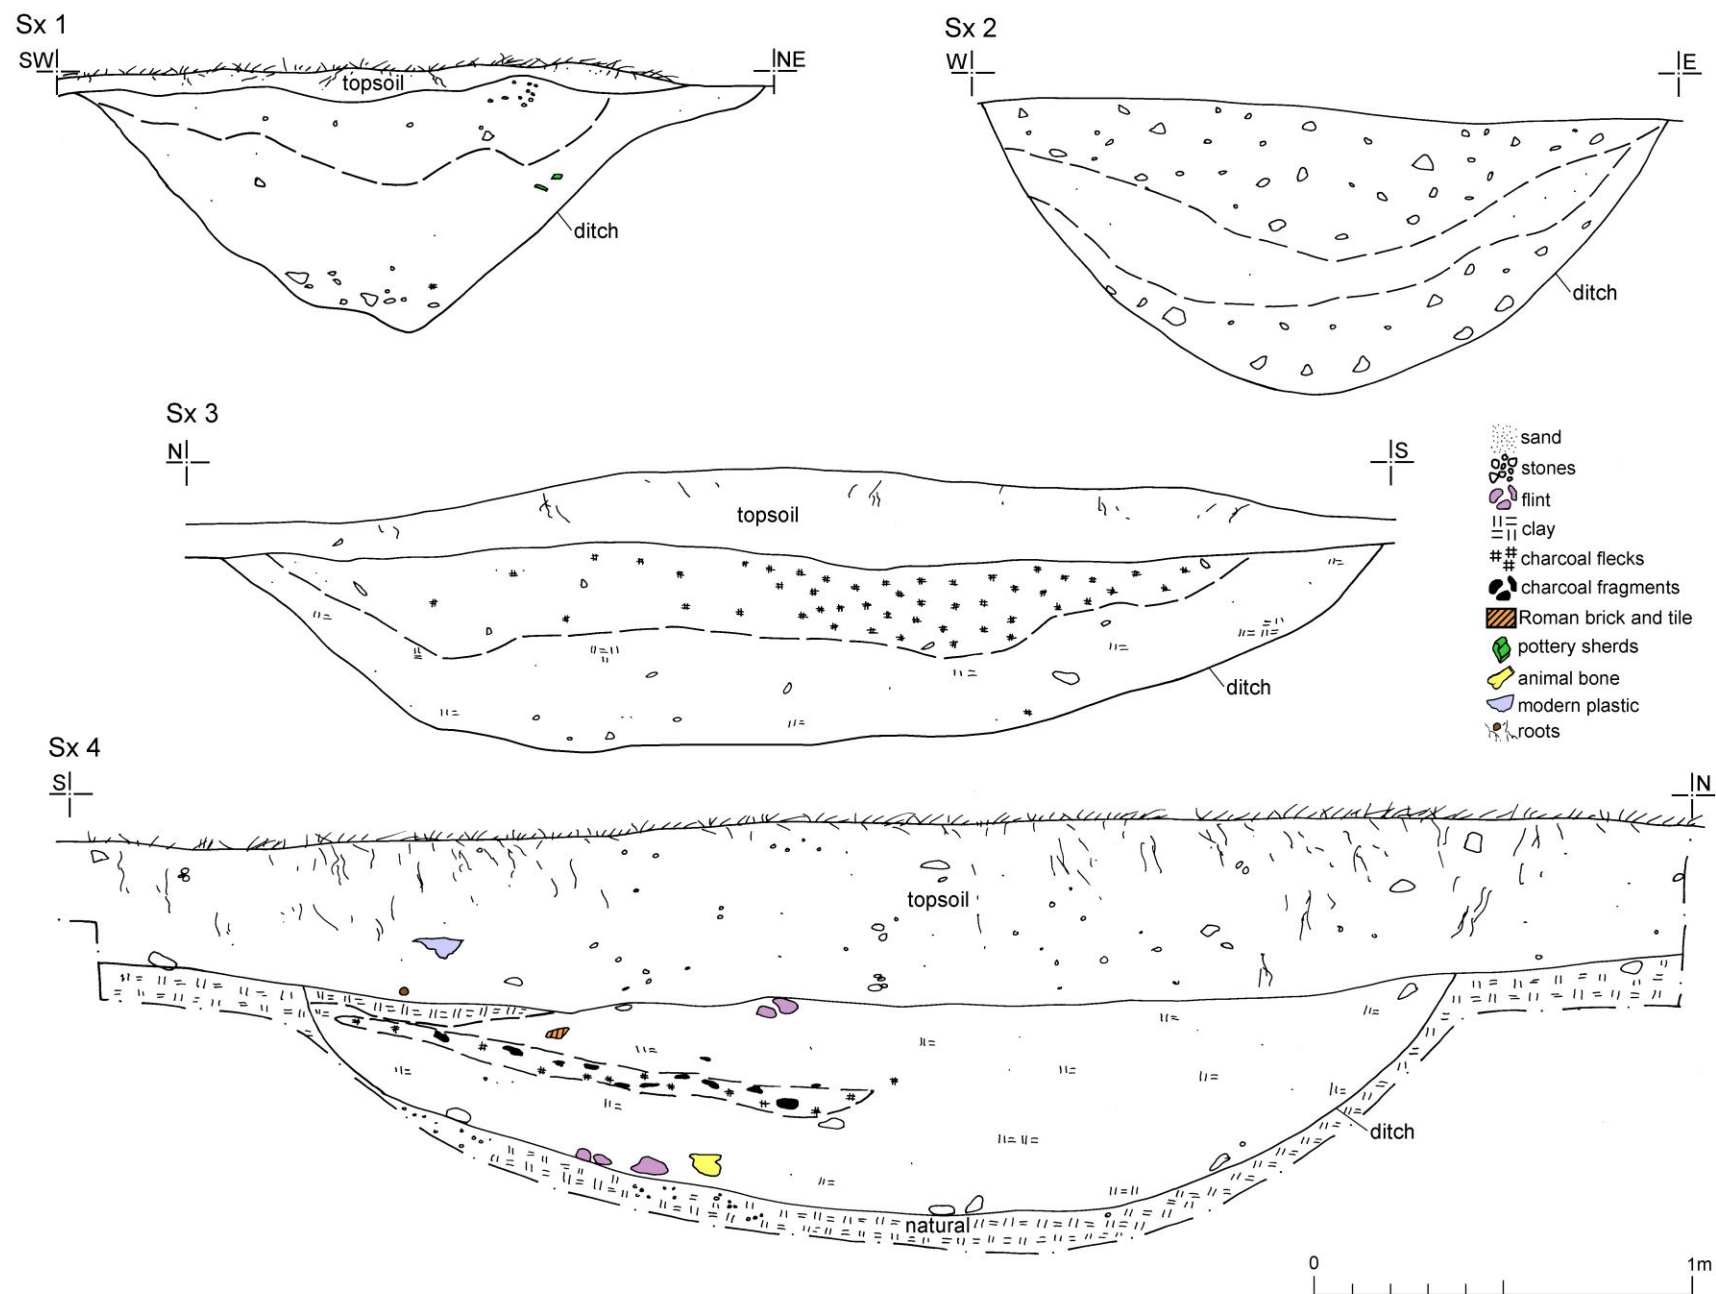 Sx 1
SW
NE
topsoil
ditch
Sx 2
W
E
ditch
Sx 3
N
S
topsoil
ditch
sand
stones
flint
clay
charcoal flecks
charcoal fragments
Roman brick and tile
pottery sherds
animal bone
modern plastic
roots
Sx 4
S
N
topsoil
ditch
natural
0
1m